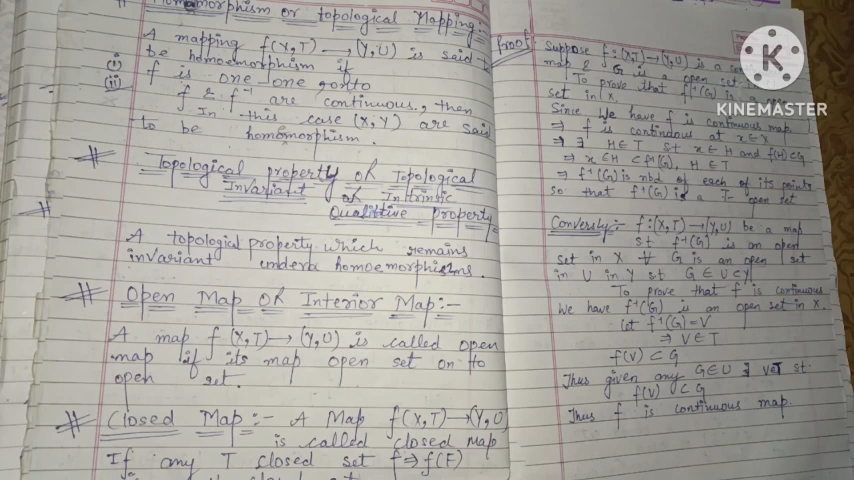 Homeomorphism or topological Mapping:-
A mapping f(X,T) → (Y,U) is said to
be homoemorphism if
(i) f is one one onto
(ii) f & f⁻¹ are continuous, then
In this case (X,Y) are said
to be homomorphism.
# Topological property or Topological
Invariant or Intrinsic
Qualitive property
A topological property which remains
invariant under a homoemorphisms.
# Open Map or Interior Map:-
A map f (X,T) → (Y,U) is called open
map if its map open set on to
open set.
# Closed Map:- A Map f(X,T) → (Y,U)
is called closed map
If any T closed set f ⇒ f(F)
Proof: Suppose f:(X,T) → (Y,U) is a
map & G is a open set.
To prove that f⁻¹(G) is a open
set in X.
Since We have f is continuous map
⇒ f is continous at x ∈ X
⇒ ∃ H∈T st x ∈ H and f(H) ⊂ G
⇒ x ∈ H ⊂ f⁻¹(G), H ∈ T
⇒ f⁻¹(G) is nbd of each of its points
so that f⁻¹(G) is a T- open set
Conversly:- f:(X,T) → (Y,U) be a map
st f⁻¹(G) is an open
set in X ∀ G is an open set
in U in Y st G ∈ U ⊂ Y
To prove that f is continuous
We have f⁻¹(G) is an open set in X.
let f⁻¹(G) = V
⇒ V∈T
f(V) ⊂ G
Thus given any G∈U ∃ V∈T st.
f(V) ⊂ G
Thus f is continuous map.
KINEMASTER